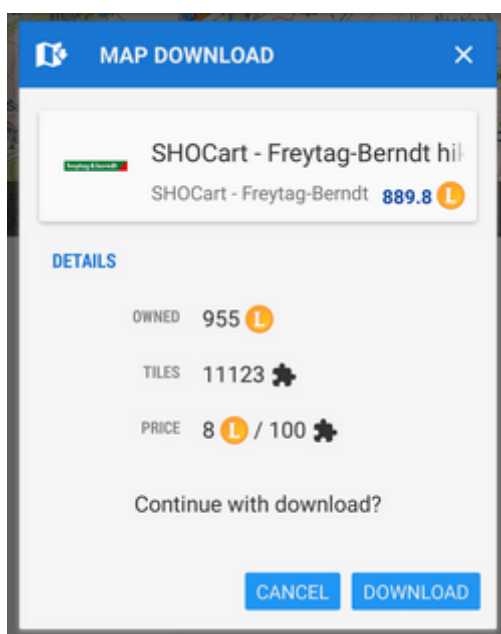 MAP DOWNLOAD
SHOCart - Freytag-Berndt hi
SHOCart - Freytag-Berndt 889.8 L
DETAILS
OWNED 955 L
TILES 11123
PRICE 8 L / 100
Continue with download?
CANCEL DOWNLOAD